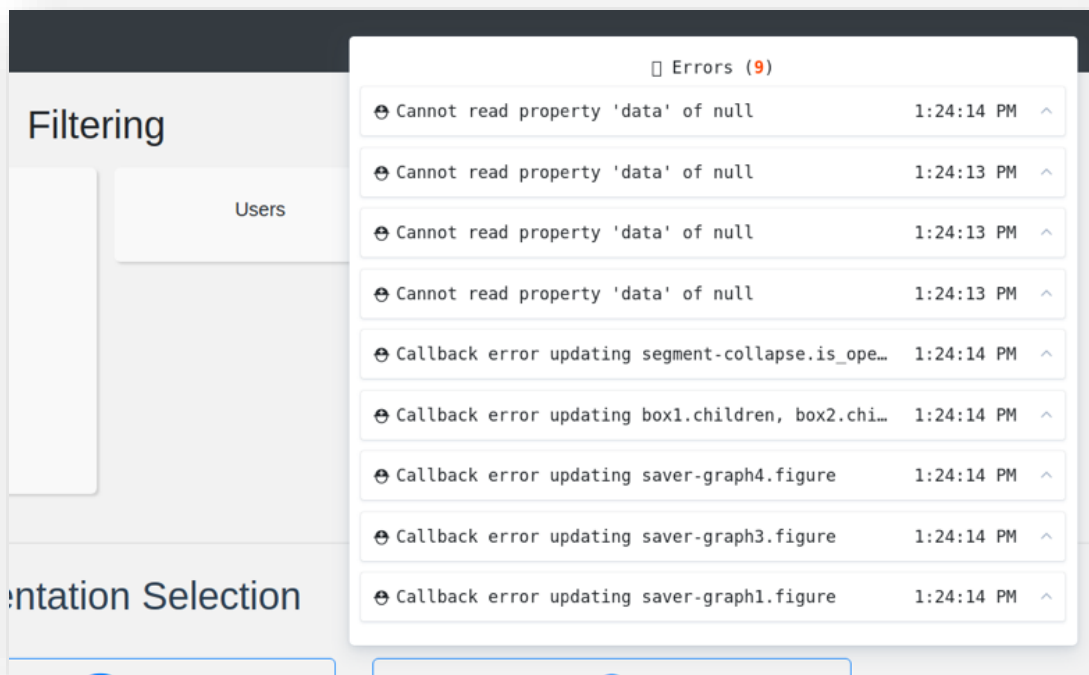 ▯ Errors (9)
Cannot read property 'data' of null 1:24:14 PM
Filtering
Cannot read property 'data' of null 1:24:13 PM
Users
Cannot read property 'data' of null 1:24:13 PM
Cannot read property 'data' of null 1:24:13 PM
Callback error updating segment-collapse.is_ope… 1:24:14 PM
Callback error updating box1.children, box2.chi… 1:24:14 PM
Callback error updating saver-graph4.figure 1:24:14 PM
Callback error updating saver-graph3.figure 1:24:14 PM
Callback error updating saver-graph1.figure 1:24:14 PM
entation Selection